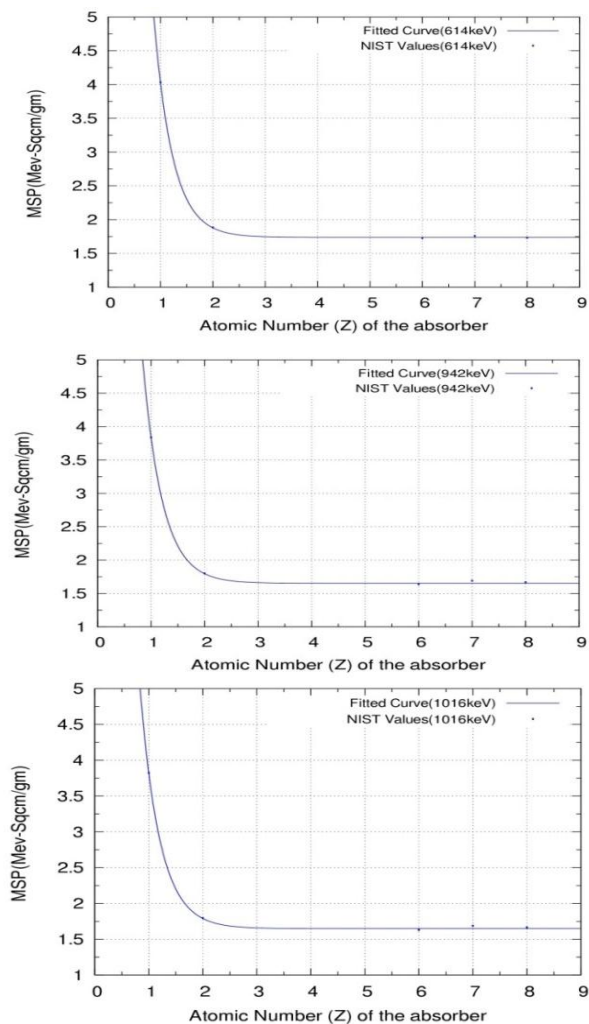 5
4.5
4
3.5
3
2.5
2
1.5
1
MSP(Mev-Sqcm/gm)
Fitted Curve(614keV)
NIST Values(614keV)
0 1 2 3 4 5 6 7 8 9
Atomic Number (Z) of the absorber
5
4.5
4
3.5
3
2.5
2
1.5
1
MSP(Mev-Sqcm/gm)
Fitted Curve(942keV)
NIST Values(942keV)
0 1 2 3 4 5 6 7 8 9
Atomic Number (Z) of the absorber
5
4.5
4
3.5
3
2.5
2
1.5
1
MSP(Mev-Sqcm/gm)
Fitted Curve(1016keV)
NIST Values(1016keV)
0 1 2 3 4 5 6 7 8 9
Atomic Number (Z) of the absorber